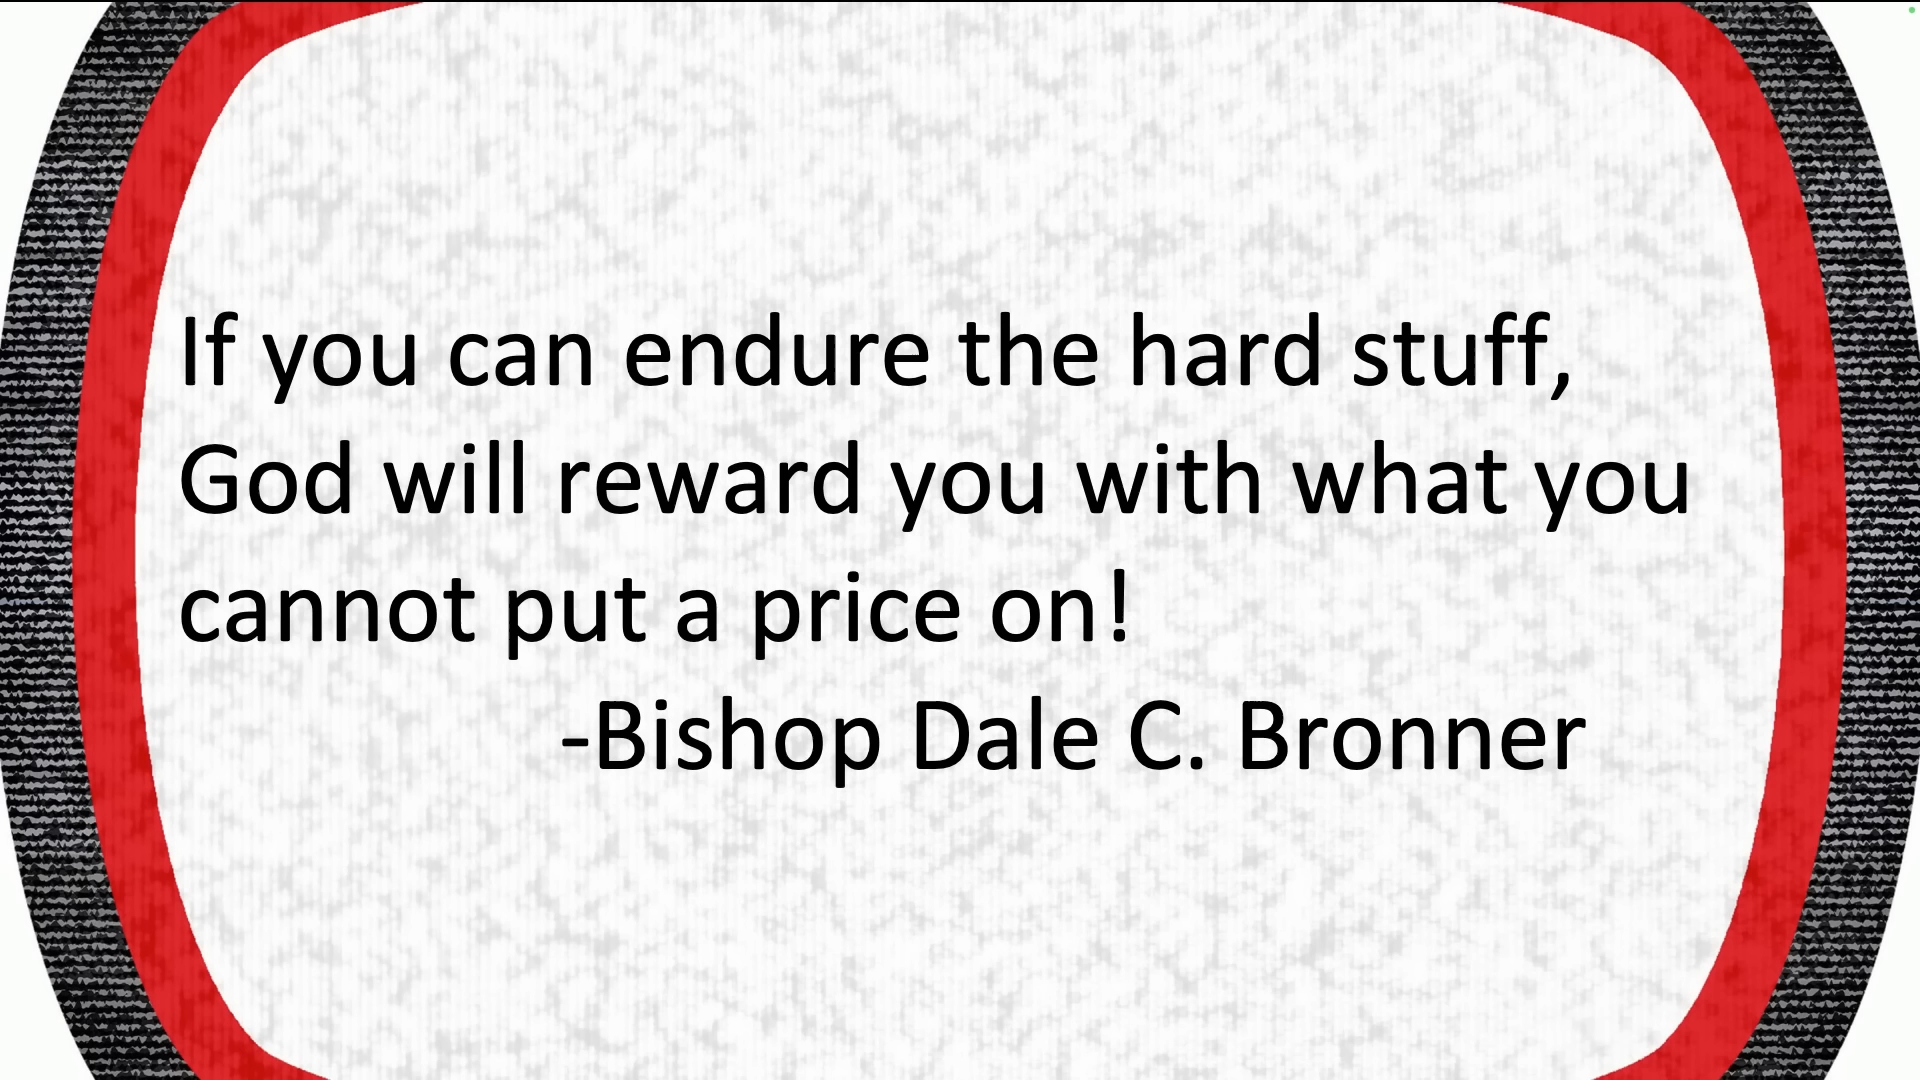 If you can endure the hard stuff,
God will reward you with what you
cannot put a price on!
-Bishop Dale C. Bronner